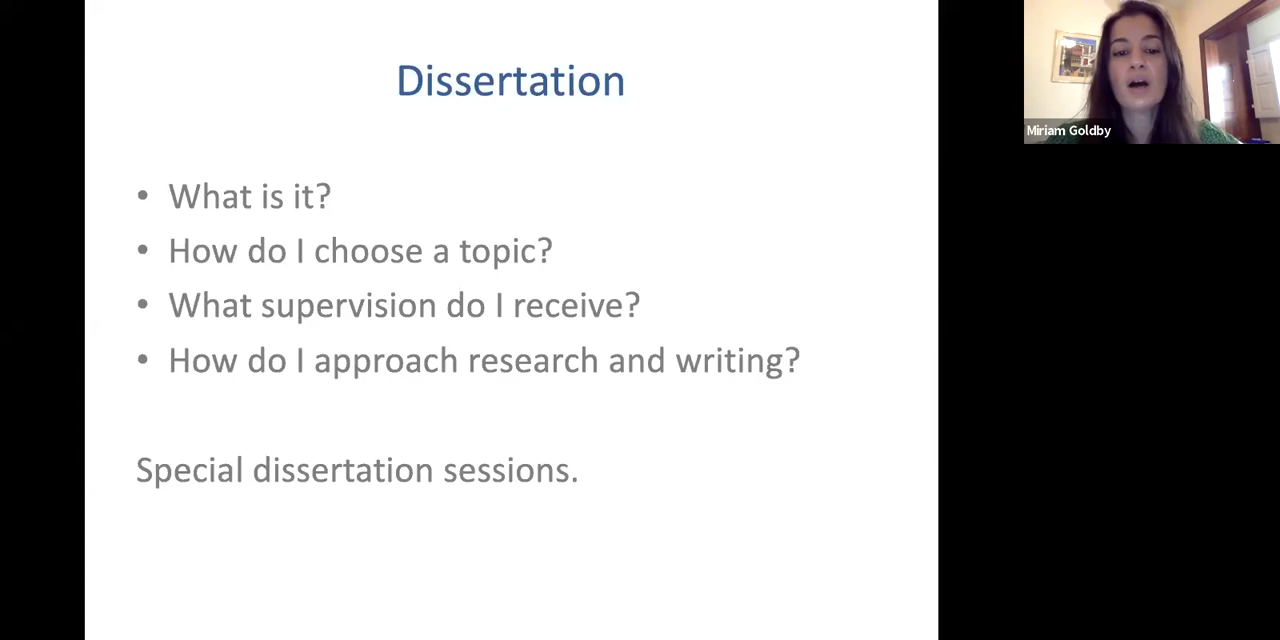 Dissertation
Miriam Goldby
• What is it?
• How do I choose a topic?
• What supervision do I receive?
• How do I approach research and writing?
Special dissertation sessions.